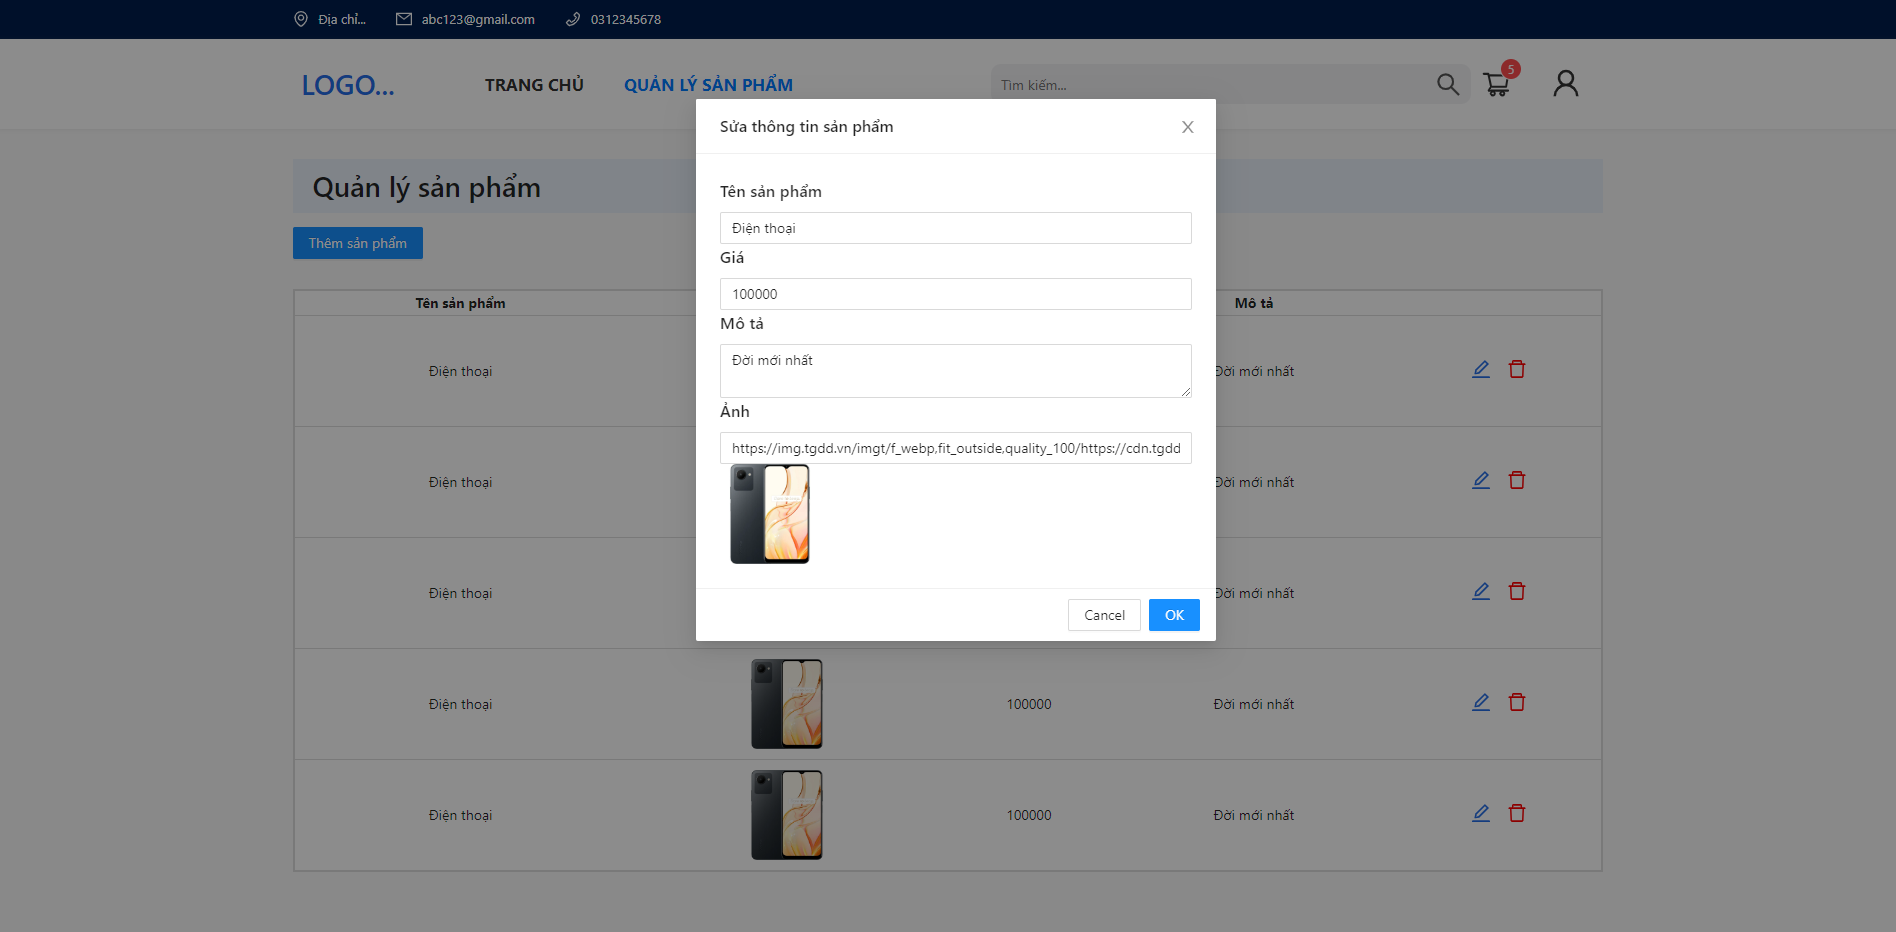 Địa chỉ... abc123@gmail.com 0312345678
LOGO... TRANG CHỦ QUẢN LÝ SẢN PHẨM Tìm kiếm... 5
Quản lý sản phẩm
Thêm sản phẩm
Tên sản phẩm Mô tả
Điện thoại Đời mới nhất
Điện thoại Đời mới nhất
Điện thoại Đời mới nhất
Điện thoại 100000 Đời mới nhất
Điện thoại 100000 Đời mới nhất
Sửa thông tin sản phẩm X
Tên sản phẩm
Điện thoại
Giá
100000
Mô tả
Đời mới nhất
Ảnh
https://img.tgdd.vn/imgt/f_webp,fit_outside,quality_100/https://cdn.tgdd
Cancel OK